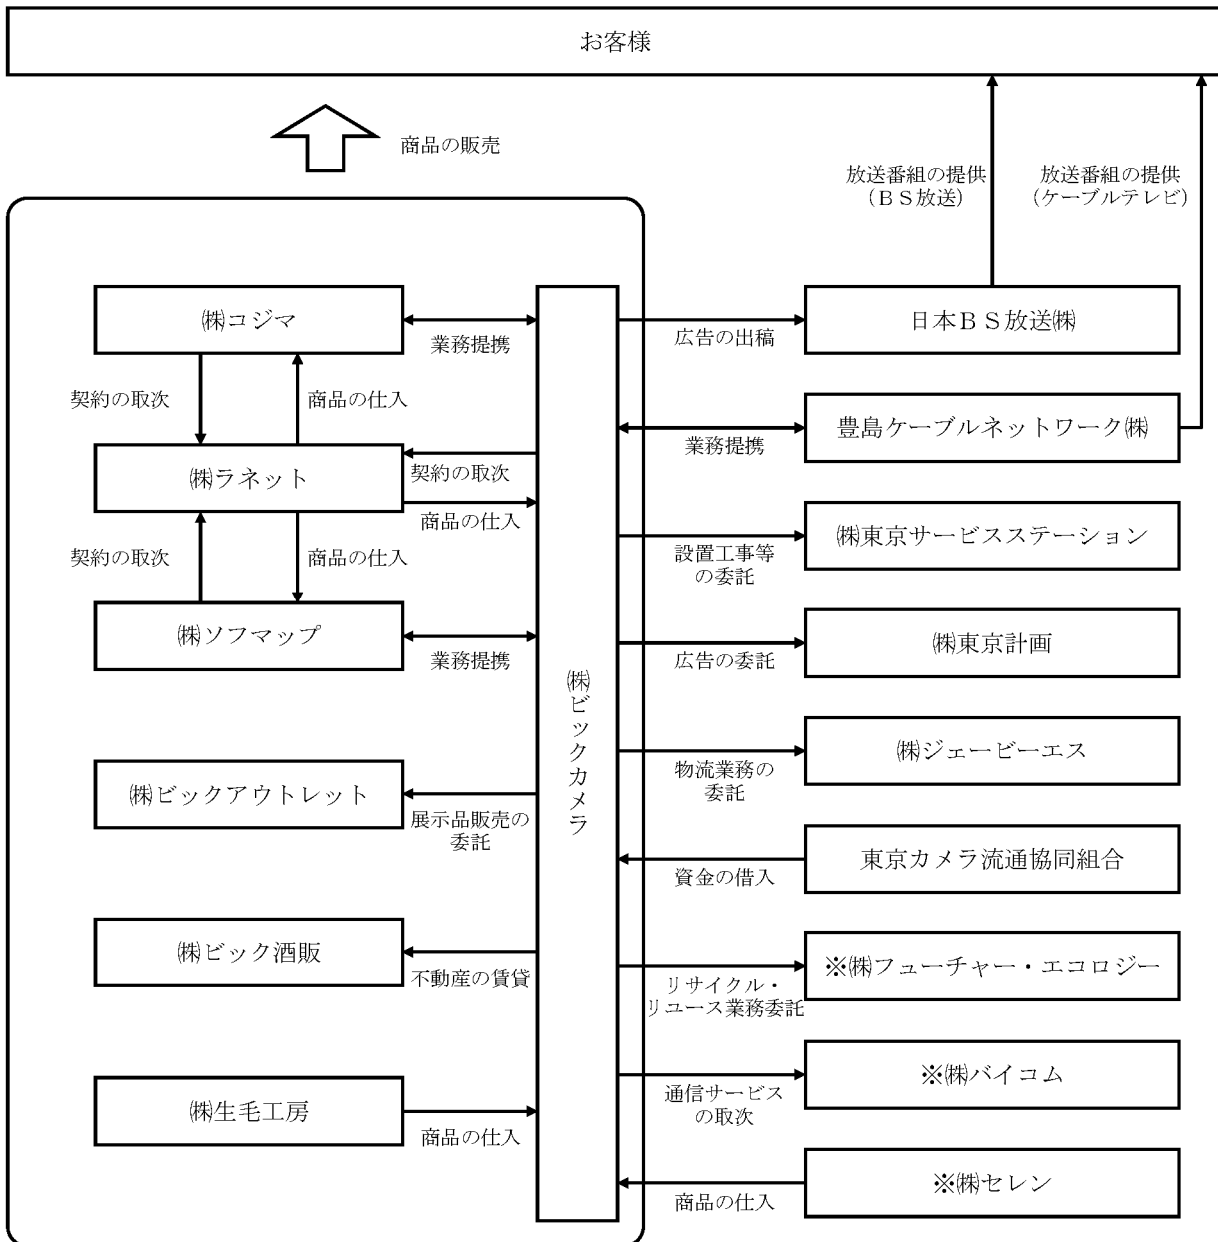 お客様
商品の販売
放送番組の提供
（ＢＳ放送）
放送番組の提供
（ケーブルテレビ）
㈱コジマ
業務提携
契約の取次
商品の仕入
㈱ラネット
契約の取次
商品の仕入
契約の取次
商品の仕入
㈱ソフマップ
業務提携
㈱ビックアウトレット
展示品販売の
委託
㈱ビック酒販
不動産の賃貸
㈱生毛工房
商品の仕入
㈱ビックカメラ
広告の出稿
日本ＢＳ放送㈱
業務提携
豊島ケーブルネットワーク㈱
設置工事等
の委託
㈱東京サービスステーション
広告の委託
㈱東京計画
物流業務の
委託
㈱ジェービーエス
資金の借入
東京カメラ流通協同組合
リサイクル・
リユース業務委託
※㈱フューチャー・エコロジー
通信サービス
の取次
※㈱バイコム
商品の仕入
※㈱セレン